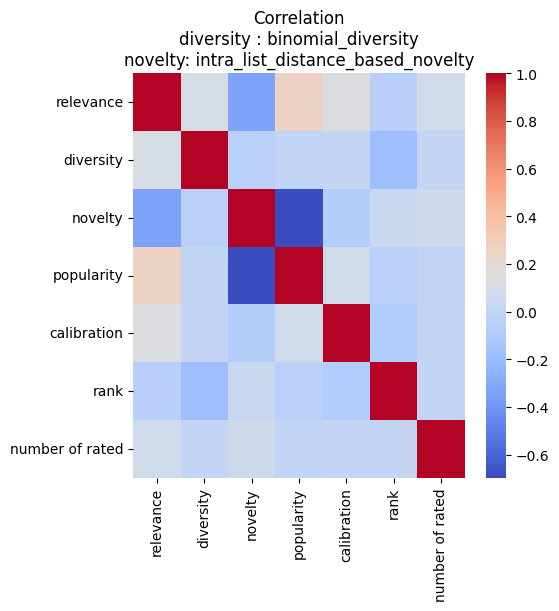 Correlation
diversity : binomial_diversity
novelty: intra_list_distance_based_novelty
relevance
diversity
novelty
popularity
calibration
rank
number of rated
relevance
diversity
novelty
popularity
calibration
rank
number of rated
1.0
0.8
0.6
0.4
0.2
0.0
−0.2
−0.4
−0.6